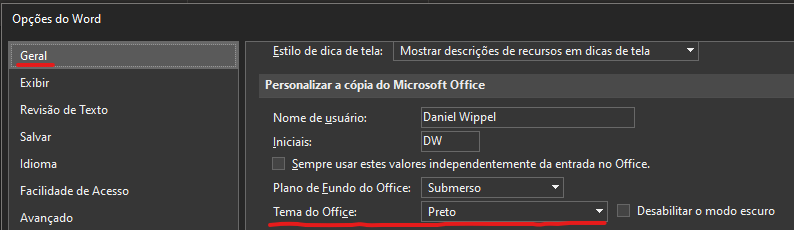 Opções do Word
Geral
Exibir
Revisão de Texto
Salvar
Idioma
Facilidade de Acesso
Avançado
Estilo de dica de tela: Mostrar descrições de recursos em dicas de tela
Personalizar a cópia do Microsoft Office
Nome de usuário: Daniel Wippel
Iniciais: DW
Sempre usar estes valores independentemente da entrada no Office.
Plano de Fundo do Office: Submerso
Tema do Office: Preto Desabilitar o modo escuro